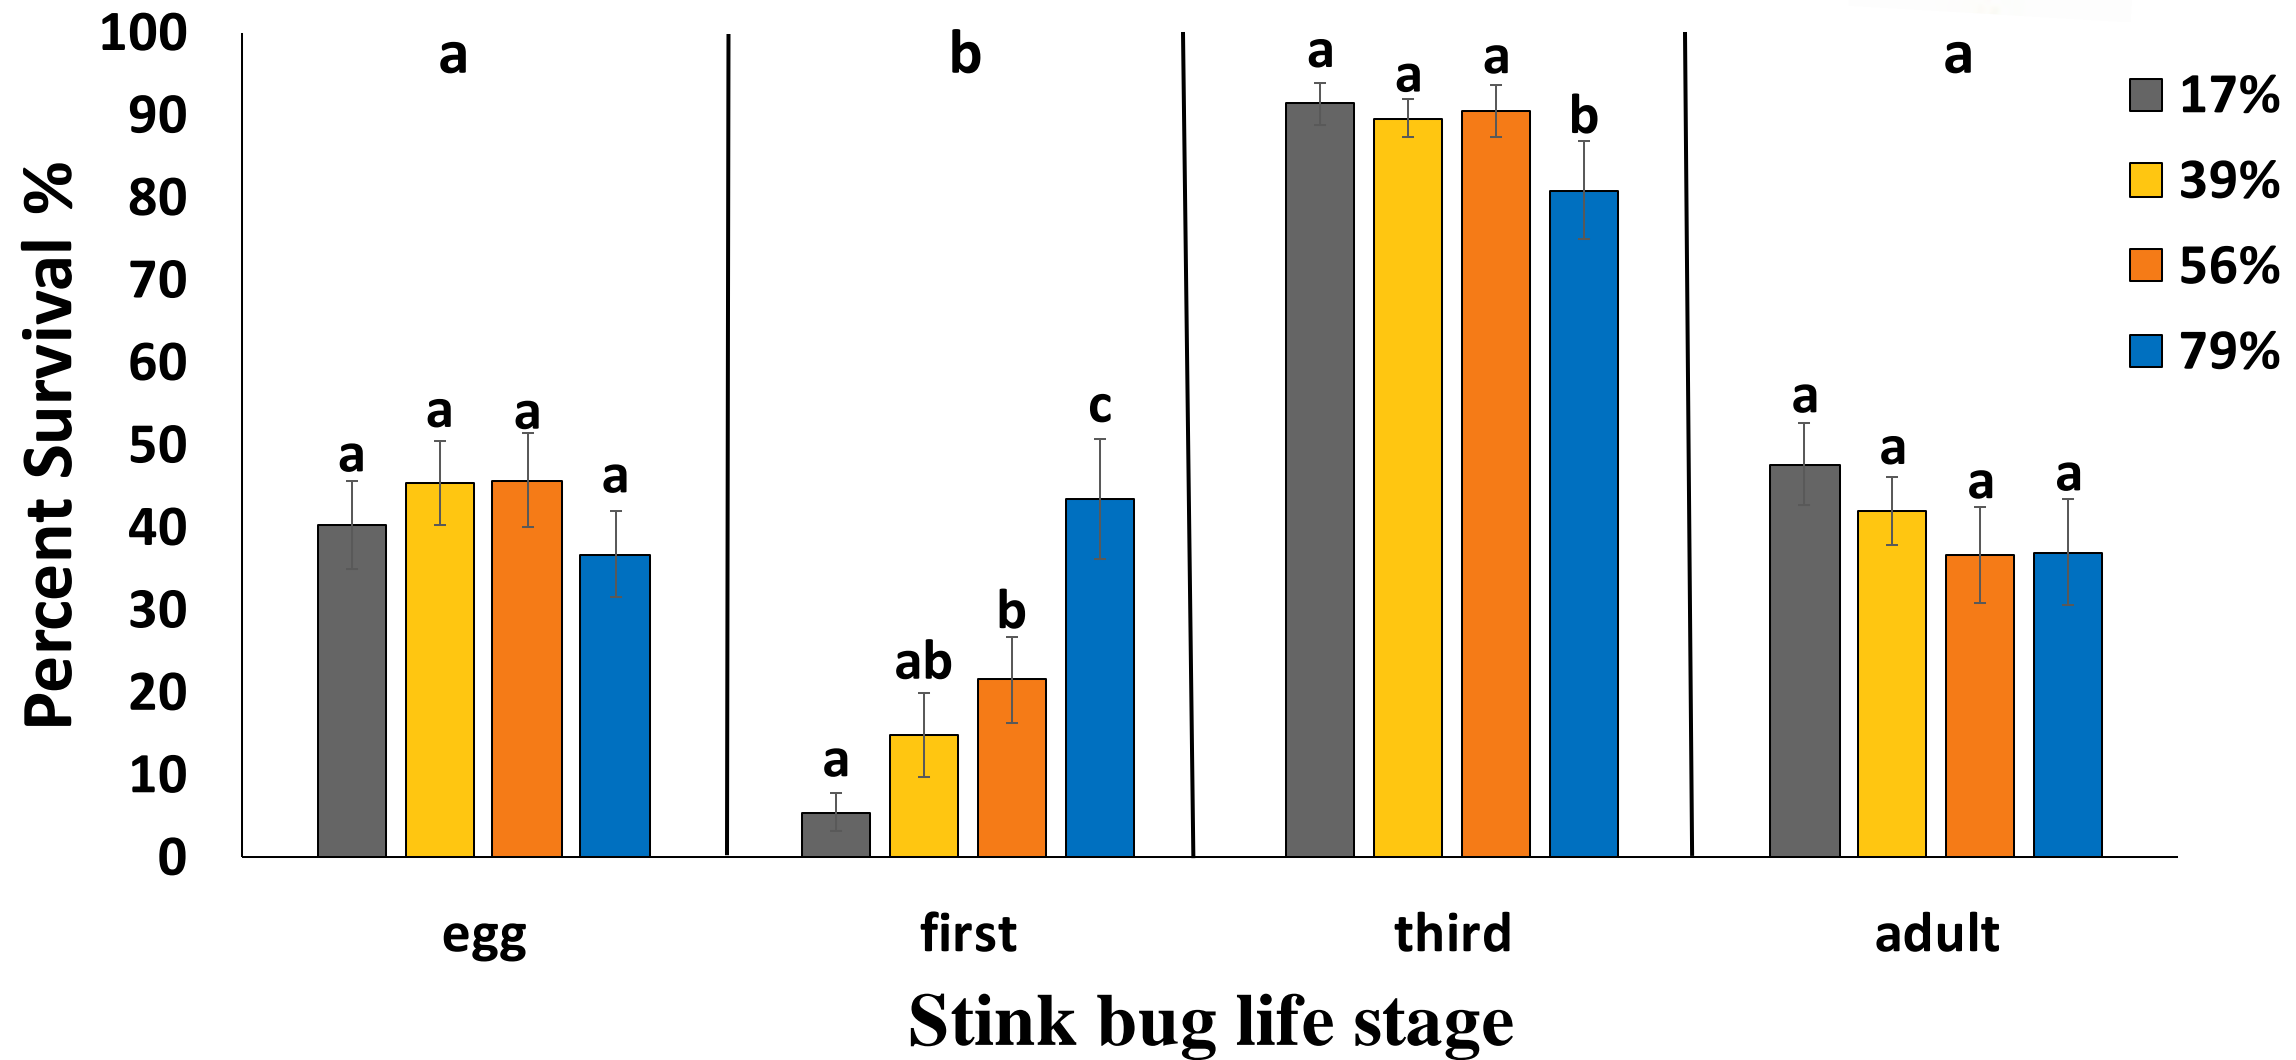 100
90
80
70
60
50
40
30
20
10
0
Percent Survival %
a
b
a
a
a
a
a
a
ab
b
c
a
a
a
b
a
a
a
a
17%
39%
56%
79%
egg first third adult
Stink bug life stage